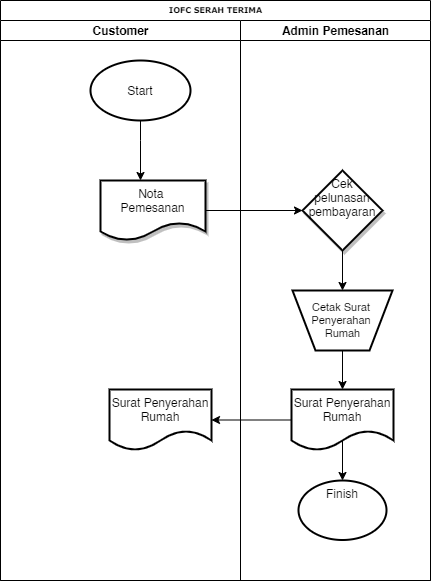 IOFC SERAH TERIMA
Customer
Admin Pemesanan
Start
Nota
Pemesanan
Cek
pelunasan
pembayaran
Cetak Surat
Penyerahan
Rumah
Surat Penyerahan
Rumah
Surat Penyerahan
Rumah
Finish